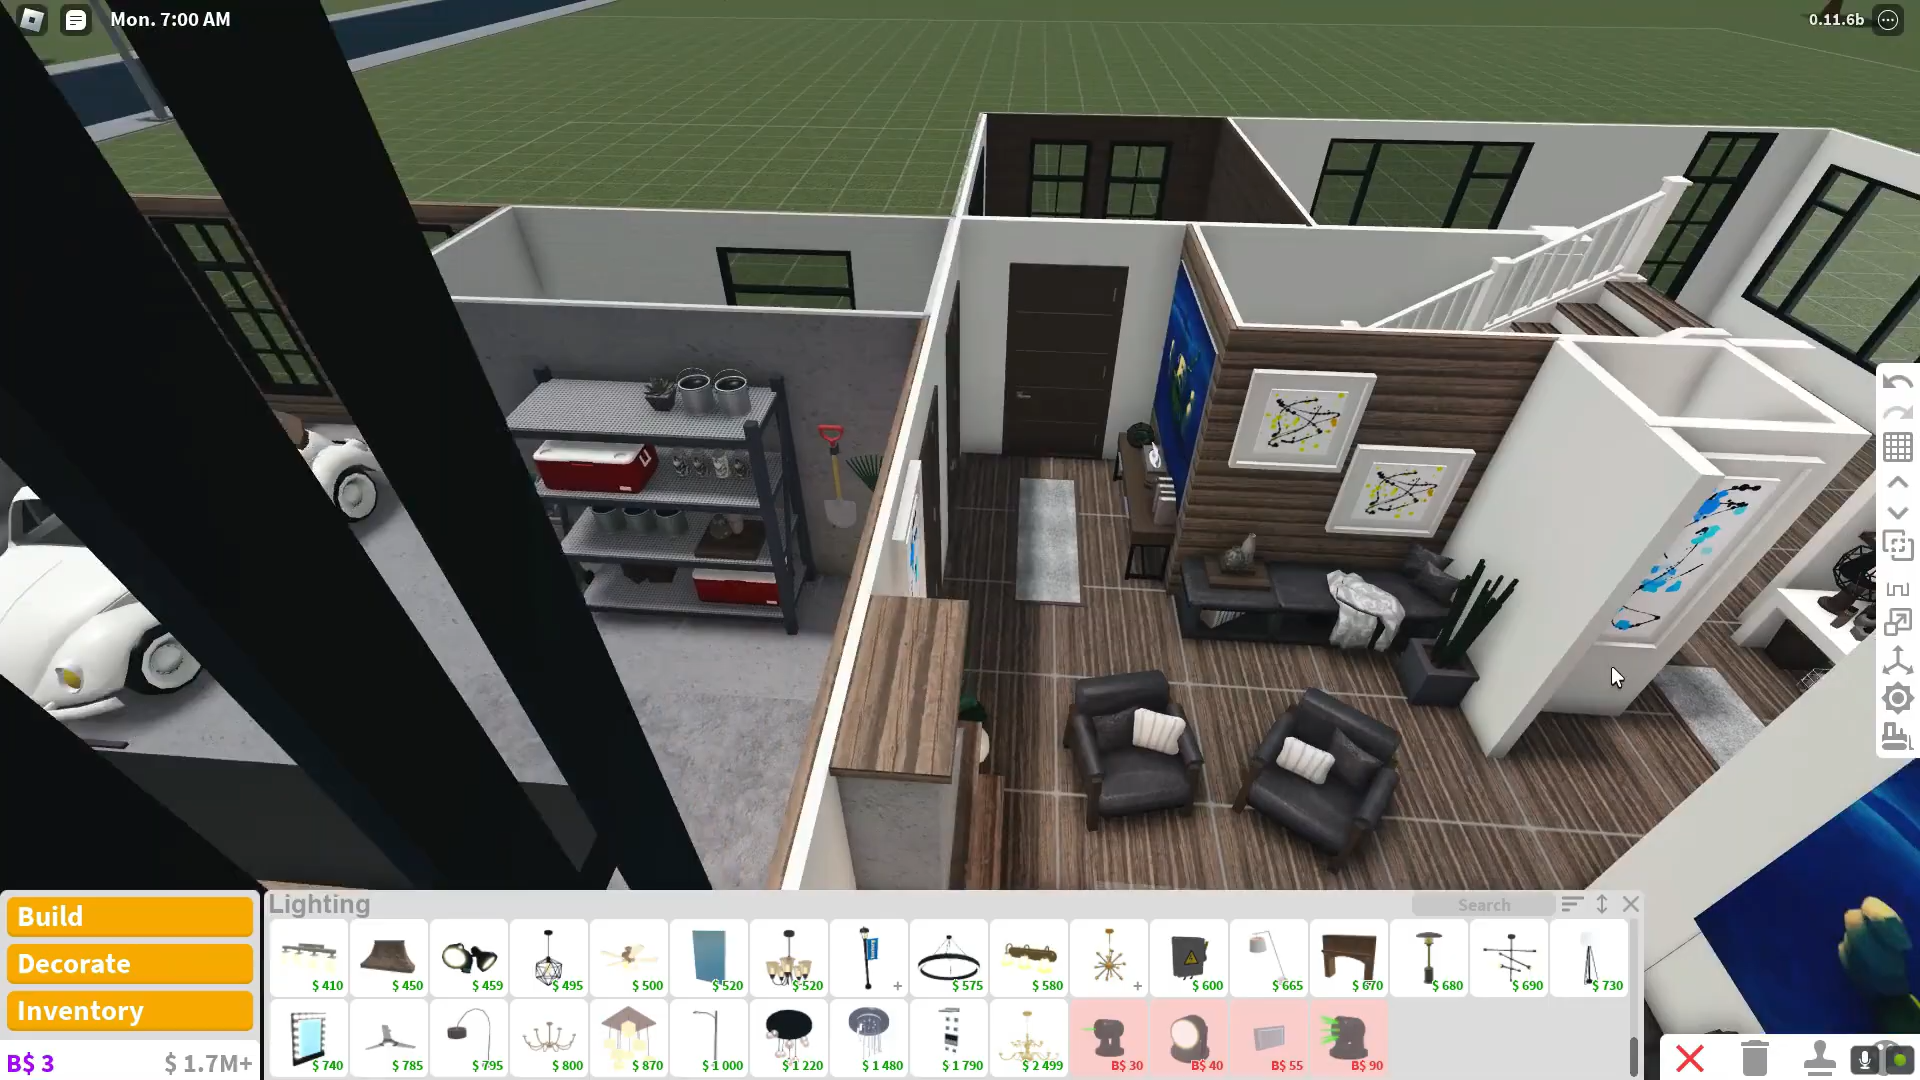 Mon. 7:00 AM
0.11.6b
Build
Decorate
Inventory
B$ 3
$ 1.7M+
Lighting
Search
$ 410
$ 450
$ 459
$ 495
$ 500
$ 520
$ 520
+
$ 575
$ 580
+
$ 600
$ 665
$ 670
$ 680
$ 690
$ 730
$ 740
$ 785
$ 795
$ 800
$ 870
$ 1 000
$ 1 220
$ 1 480
$ 1 790
$ 2 499
B$ 30
B$ 40
B$ 55
B$ 90